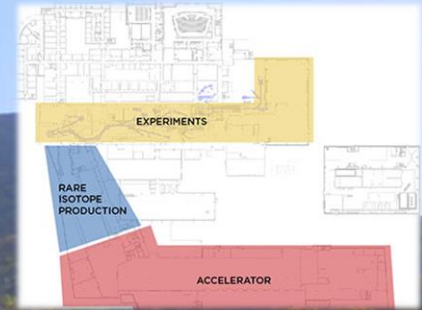 EXPERIMENTS
RARE
ISOTOPE
PRODUCTION
ACCELERATOR